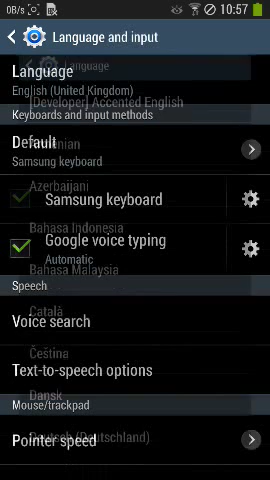 0B/s
10:57
Language and input
Language
Language
English (United Kingdom)
[Developer] Accented English
Keyboards and input methods
Default
Samsung keyboard
Azerbaijani
Samsung keyboard
Bahasa Indonesia
Google voice typing
Automatic
Bahasa Malaysia
Speech
Català
Voice search
Čeština
Text-to-speech options
Dansk
Mouse/trackpad
Deutsch (Deutschland)
Pointer speed